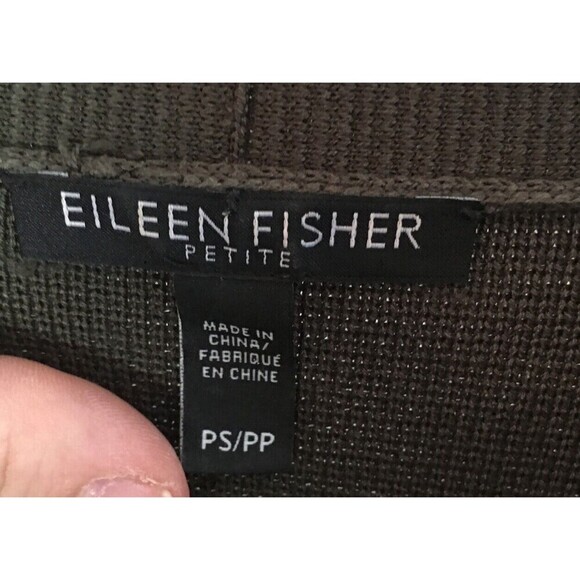 EILEEN FISHER
PETITE
MADE IN
CHINA/
FABRIQUÉ
EN CHINE
PS/PP